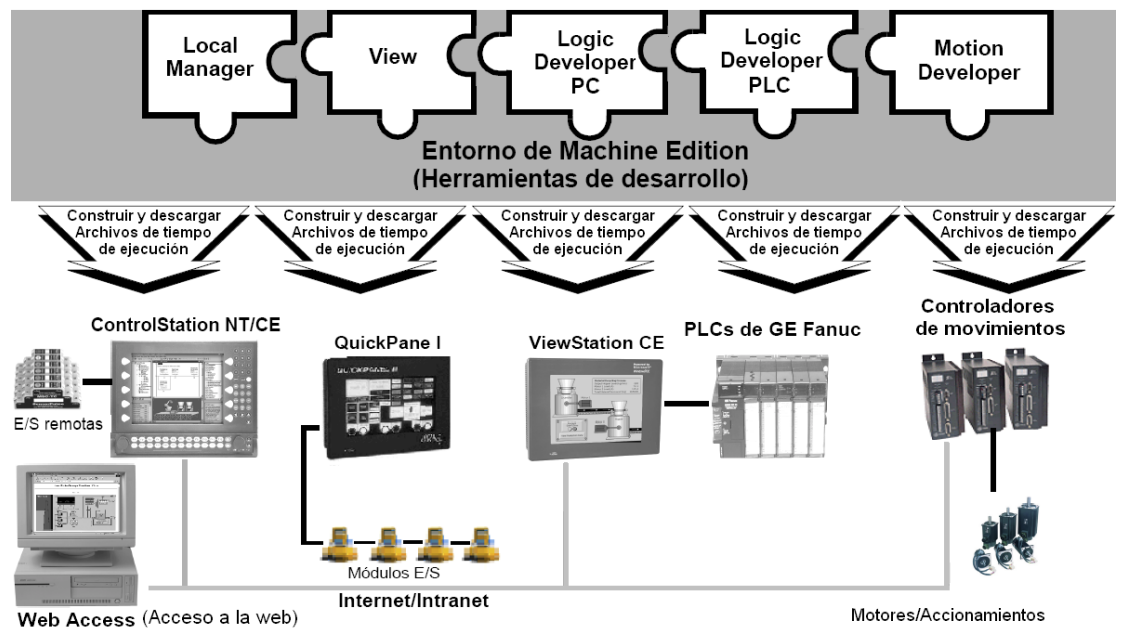 Local
Manager
View
Logic
Developer
PC
Logic
Developer
PLC
Motion
Developer
Entorno de Machine Edition
(Herramientas de desarrollo)
Construir y descargar
Archivos de tiempo
de ejecución
Construir y descargar
Archivos de tiempo
de ejecución
Construir y descargar
Archivos de tiempo
de ejecución
Construir y descargar
Archivos de tiempo
de ejecución
Construir y descargar
Archivos de tiempo
de ejecución
ControlStation NT/CE
QuickPane I
ViewStation CE
PLCs de GE Fanuc
Controladores
de movimientos
E/S remotas
Módulos E/S
Internet/Intranet
Web Access (Acceso a la web)
Motores/Accionamientos